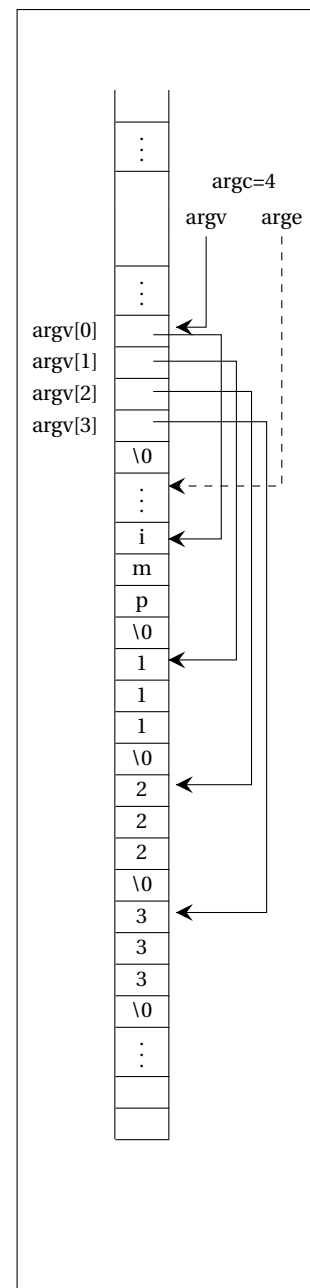 ⋮
argc=4
argv arge
⋮
argv[0]
argv[1]
argv[2]
argv[3]
\0
⋮
i
m
p
\0
1
1
1
\0
2
2
2
\0
3
3
3
\0
⋮